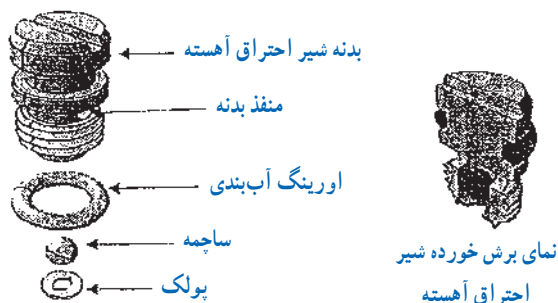 بدنه شیر احتراق آهسته
منفذ بدنه
اورینگ آب‌بندی
ساچمه
پولک
نمای برش خورده شیر
احتراق آهسته